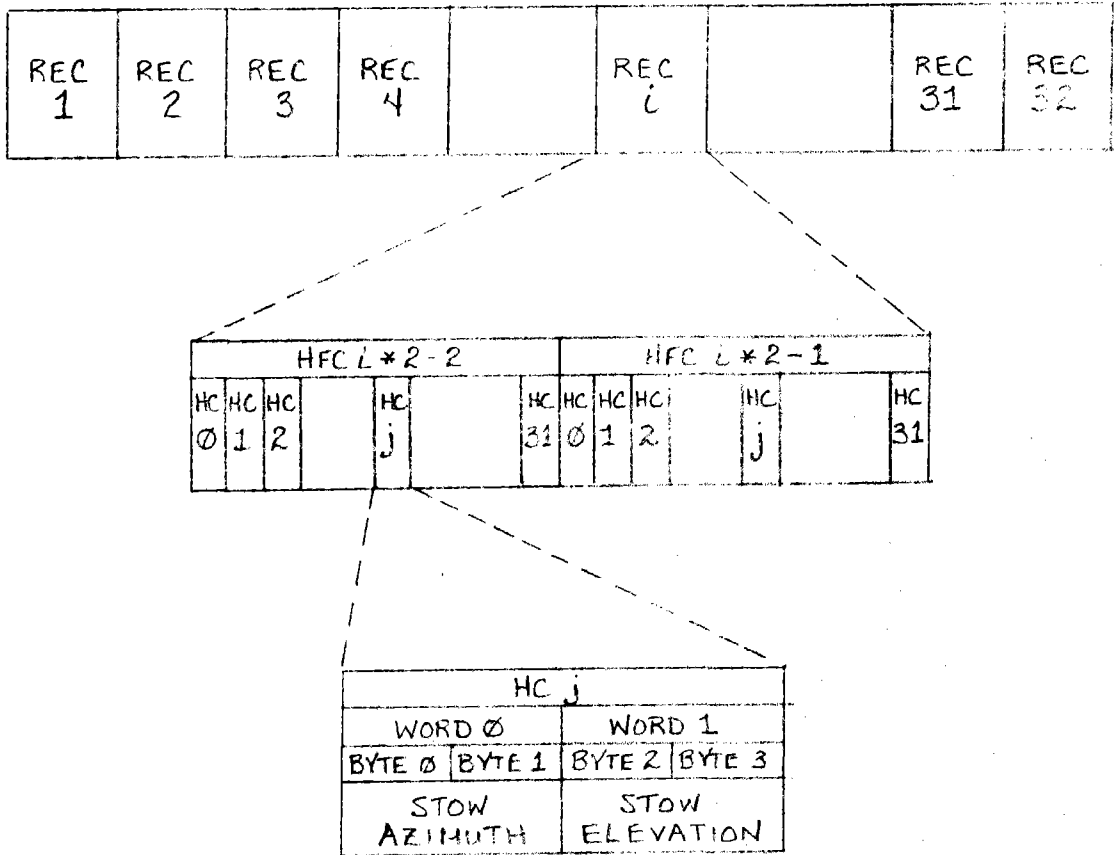 REC 1 REC 2 REC 3 REC 4 REC i REC 31 REC 32
HFC i * 2 - 2 HFC i * 2 - 1
HC Ø HC 1 HC 2 HC j HC 31 HC Ø HC 1 HC 2 HC j HC 31
HC j
WORD Ø WORD 1
BYTE Ø BYTE 1 BYTE 2 BYTE 3
STOW AZIMUTH STOW ELEVATION